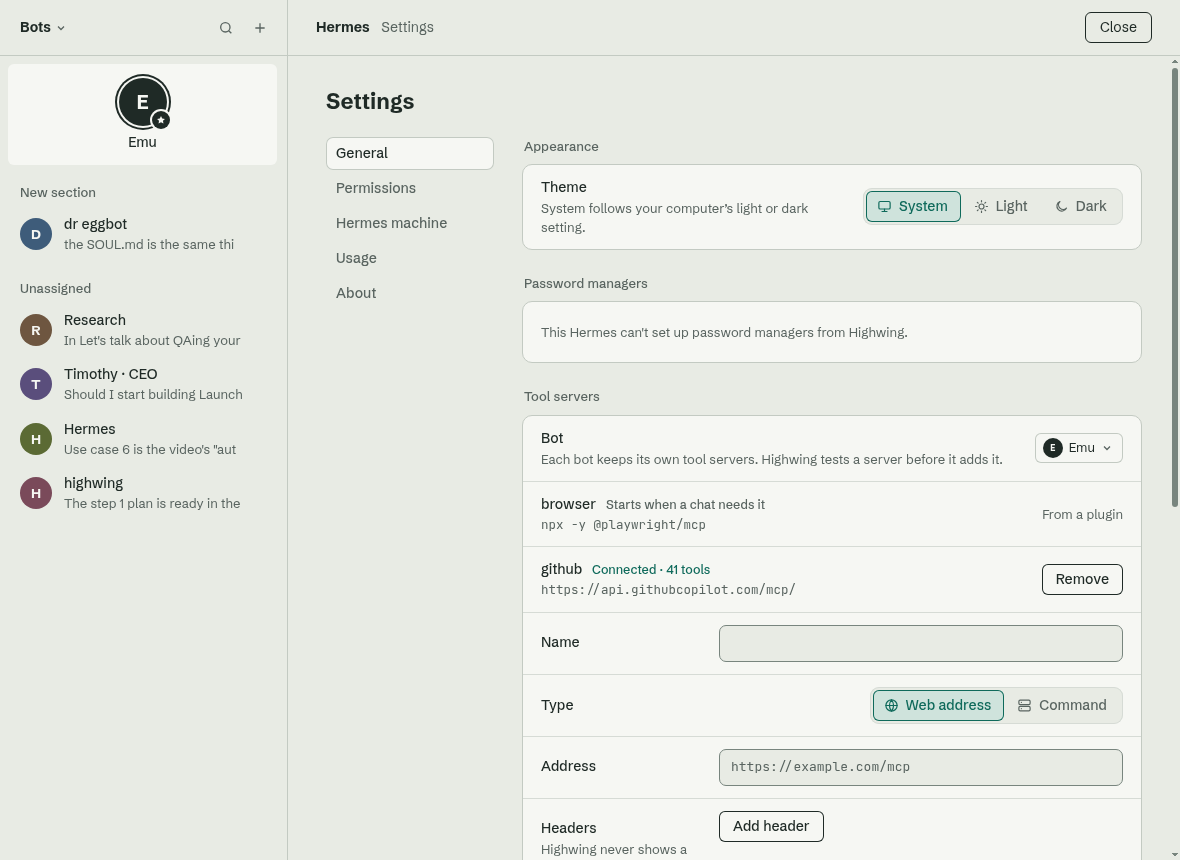 Bots
Hermes Settings
Close
E
Emu
New section
D
dr eggbot
the SOUL.md is the same thi
Unassigned
R
Research
In Let's talk about QAing your
T
Timothy · CEO
Should I start building Launch
H
Hermes
Use case 6 is the video's "aut
H
highwing
The step 1 plan is ready in the
Settings
General
Permissions
Hermes machine
Usage
About
Appearance
Theme
System follows your computer's light or dark
setting.
System
Light
Dark
Password managers
This Hermes can't set up password managers from Highwing.
Tool servers
Bot
Each bot keeps its own tool servers. Highwing tests a server before it adds it.
E
Emu
browser Starts when a chat needs it
npx -y @playwright/mcp
From a plugin
github Connected · 41 tools
https://api.githubcopilot.com/mcp/
Remove
Name
Type
Web address
Command
Address
https://example.com/mcp
Headers
Highwing never shows a
Add header